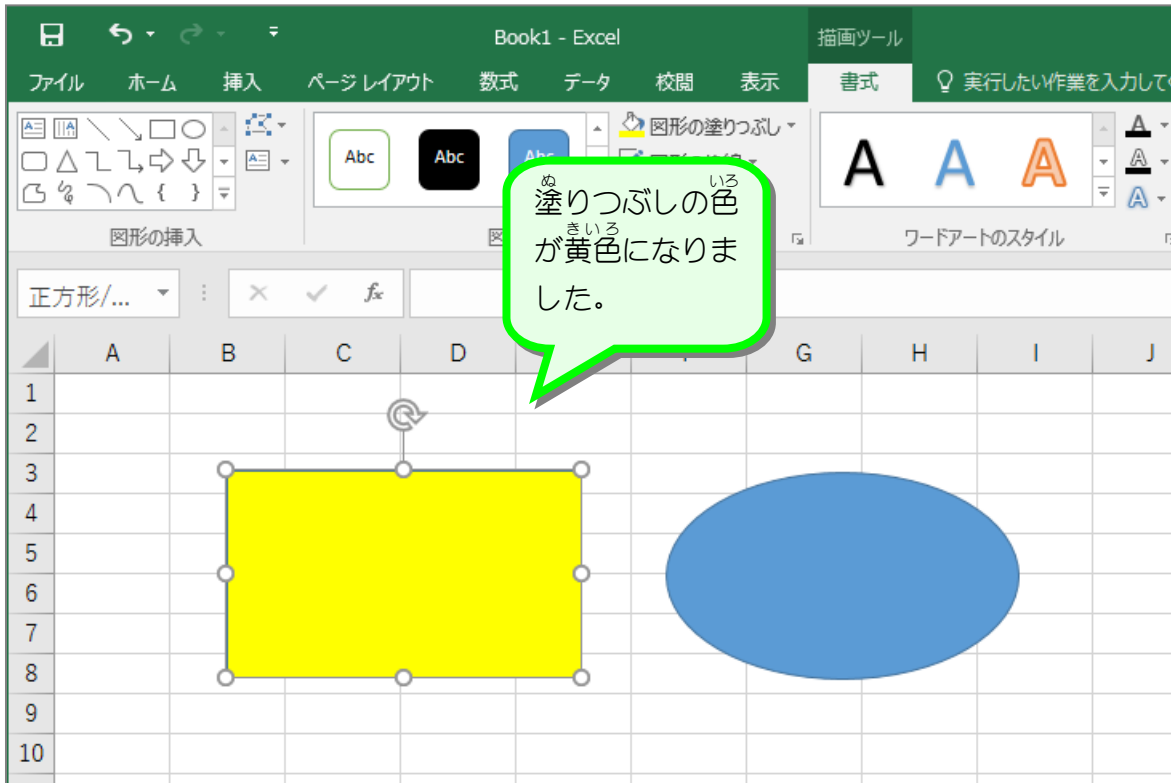 Book1 - Excel
描画ツール
ファイル ホーム 挿入 ページ レイアウト 数式 データ 校閲 表示 書式 実行したい作業を入力して
Abc Abc Abc
図形の塗りつぶし
A A A
A
A
A
図形の挿入
ワードアートのスタイル
塗りつぶしの色
が黄色になりま
した。
ぬ いろ
きいろ
正方形/...
fx
A B C D G H I J
1
2
3
4
5
6
7
8
9
10